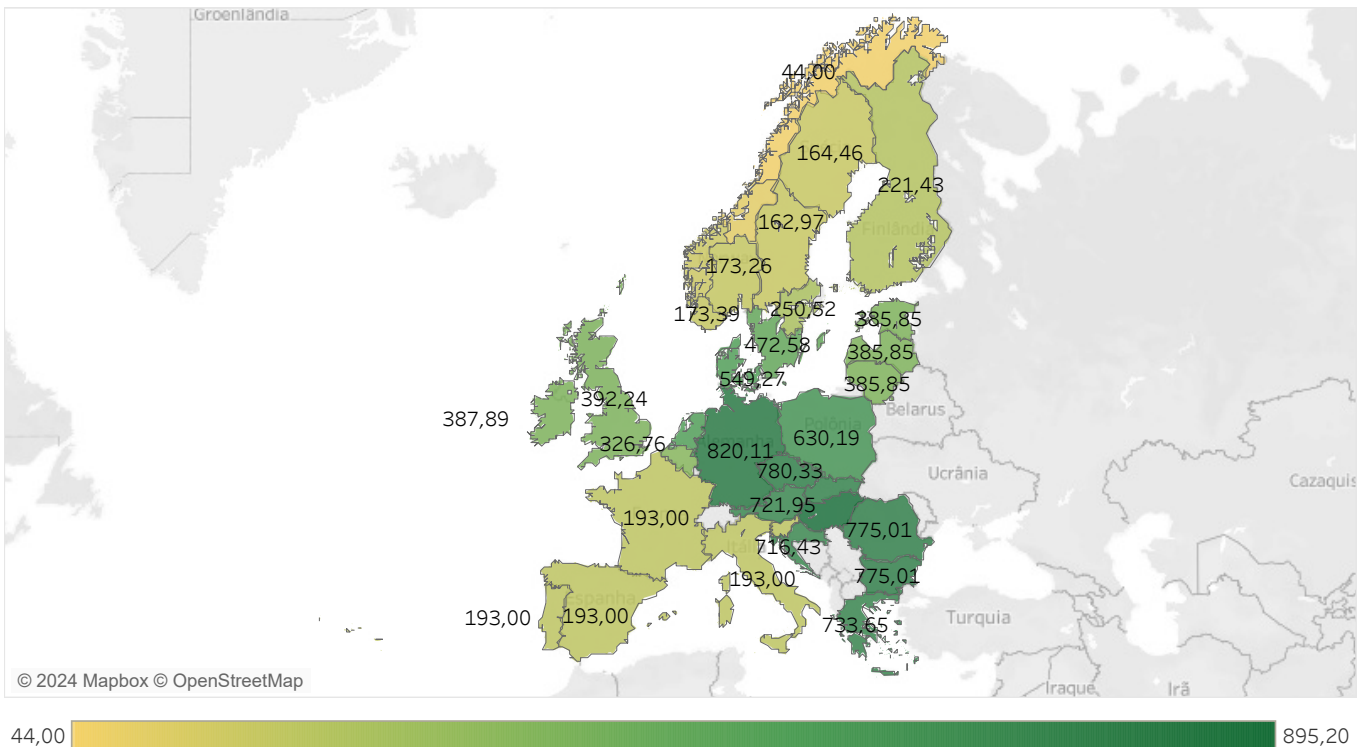 Groenlândia
44,00
164,46
221,43
162,97
Finlândia
173,26
173,39
250,52
385,85
472,58
385,85
549,27
385,85
392,24
Belarus
387,89
Polônia
326,76
630,19
820,11
780,33
Ucrânia
Cazaquis
721,95
193,00
775,01
716,43
Itália
193,00
775,01
Espanha
193,00
193,00
733,65
Turquia
© 2024 Mapbox © OpenStreetMap
Iraque
Irã
44,00
895,20